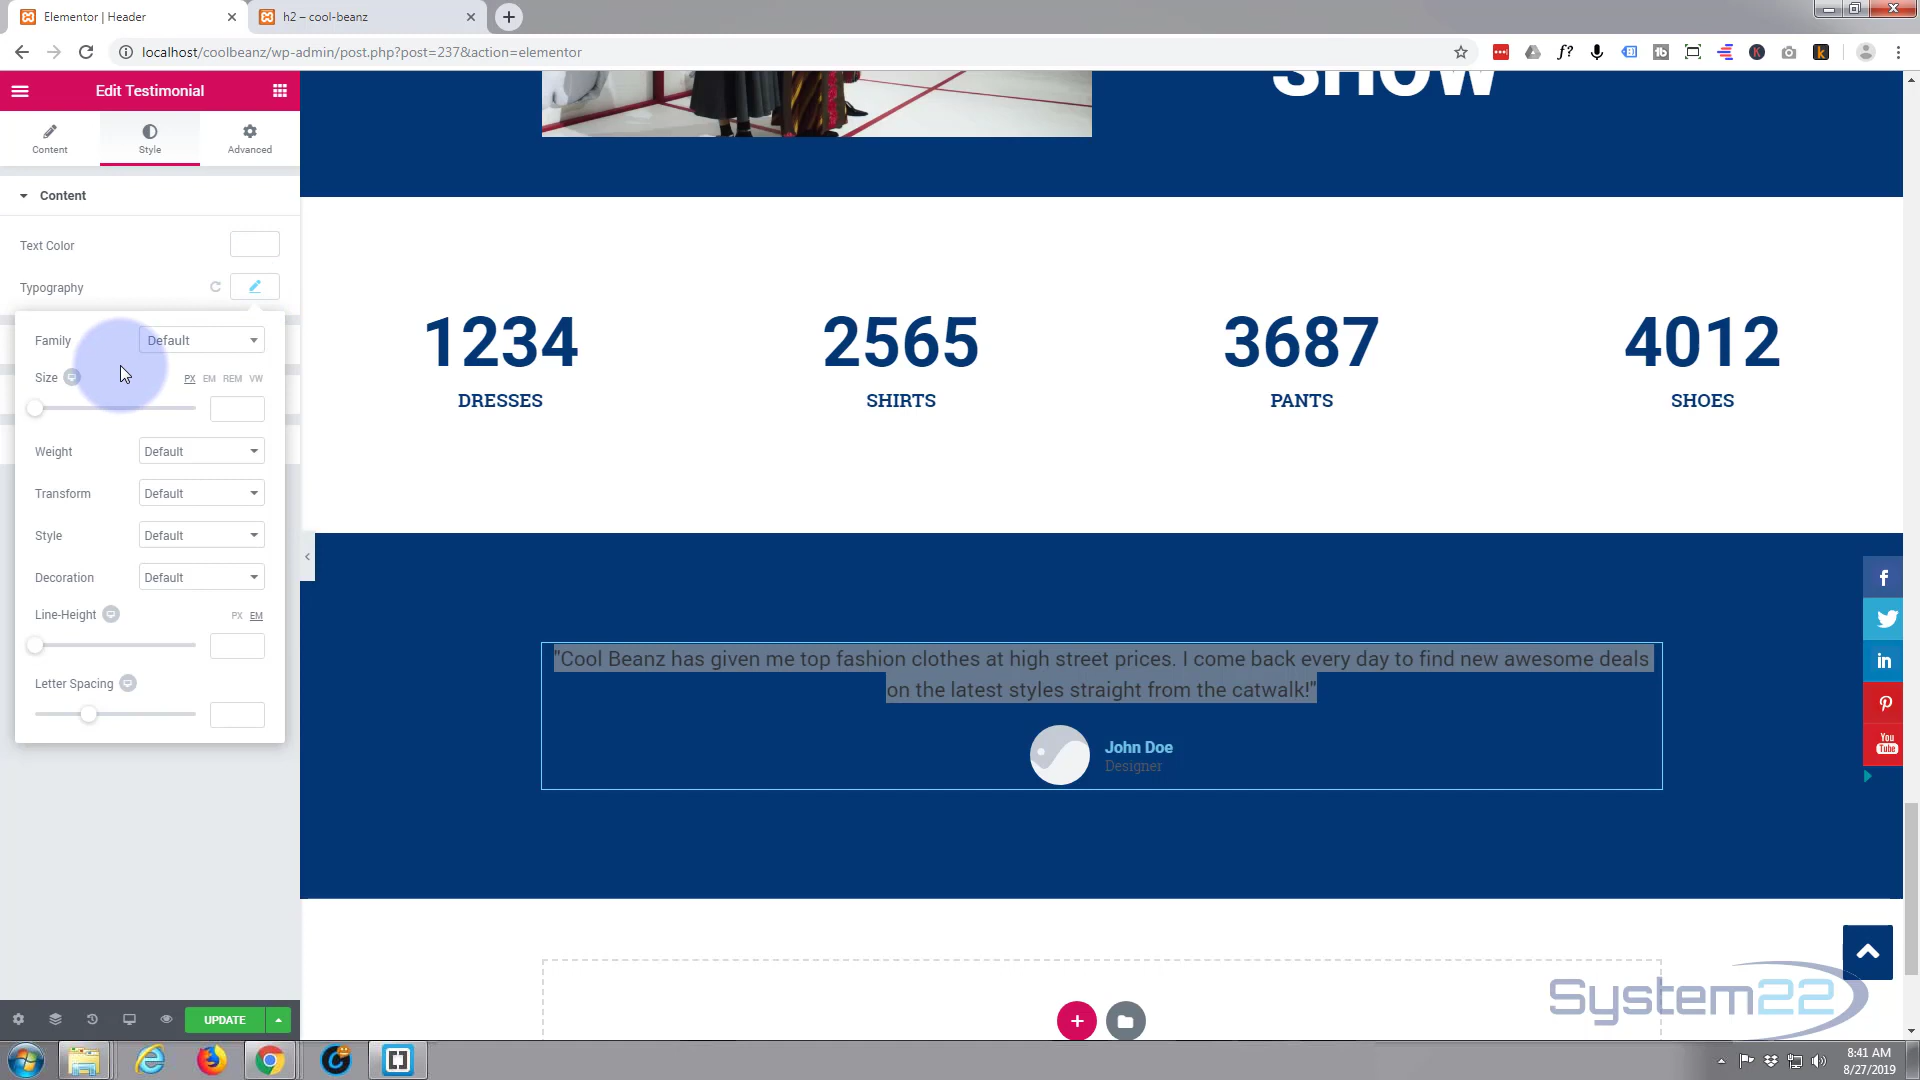 Elementor | Header
h2 – cool-beanz
localhost/coolbeanz/wp-admin/post.php?post=237&action=elementor
Edit Testimonial
Content
Style
Advanced
Content
Text Color
Typography
Family
Default
Size
PX EM REM VW
Weight
Default
Transform
Default
Style
Default
Decoration
Default
Line-Height
PX EM
Letter Spacing
UPDATE
SHOW
1234
DRESSES
2565
SHIRTS
3687
PANTS
4012
SHOES
"Cool Beanz has given me top fashion clothes at high street prices. I come back every day to find new awesome deals
on the latest styles straight from the catwalk!"
John Doe
Designer
You
Tube
System22
8:41 AM
8/27/2019